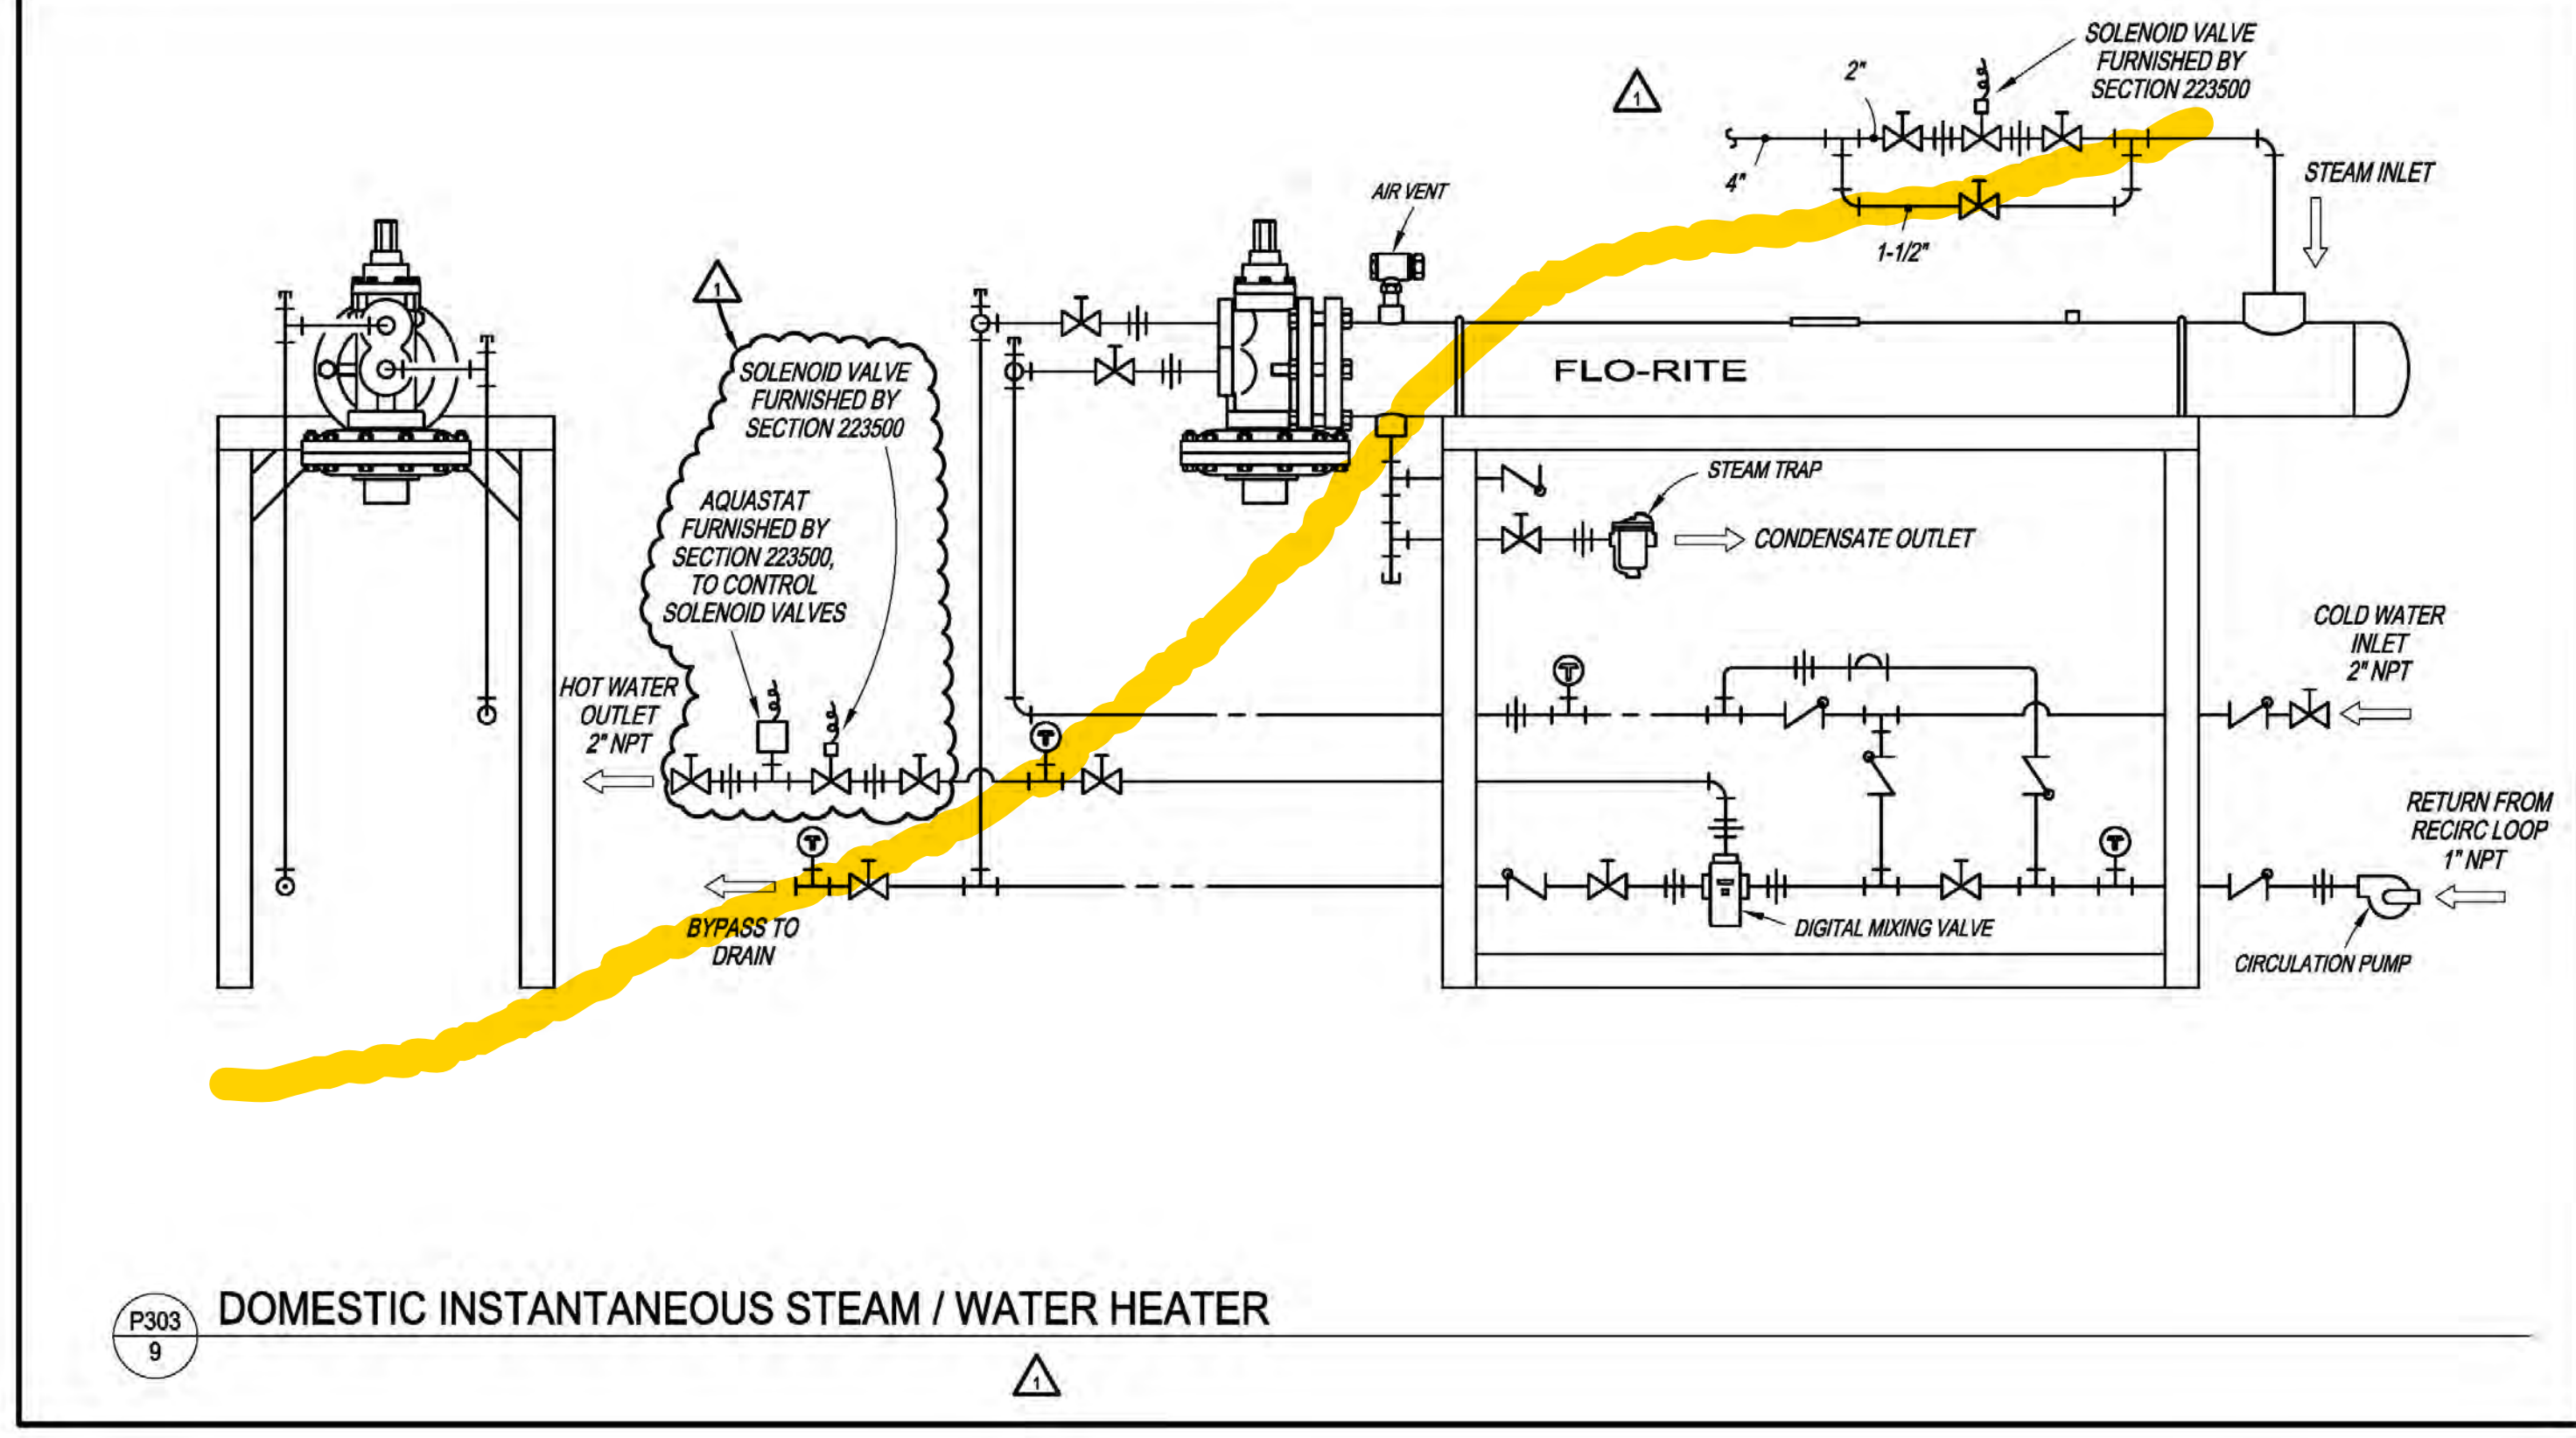 SOLENOID VALVE
FURNISHED BY
SECTION 223500
2"
1
4"
STEAM INLET
AIR VENT
1-1/2"
1
SOLENOID VALVE
FURNISHED BY
SECTION 223500
FLO-RITE
AQUASTAT
FURNISHED BY
SECTION 223500,
TO CONTROL
SOLENOID VALVES
STEAM TRAP
CONDENSATE OUTLET
COLD WATER
INLET
2" NPT
T
HOT WATER
OUTLET
2" NPT
T
RETURN FROM
RECIRC LOOP
1" NPT
T
T
BYPASS TO
DRAIN
DIGITAL MIXING VALVE
CIRCULATION PUMP
P303
9
DOMESTIC INSTANTANEOUS STEAM / WATER HEATER
1